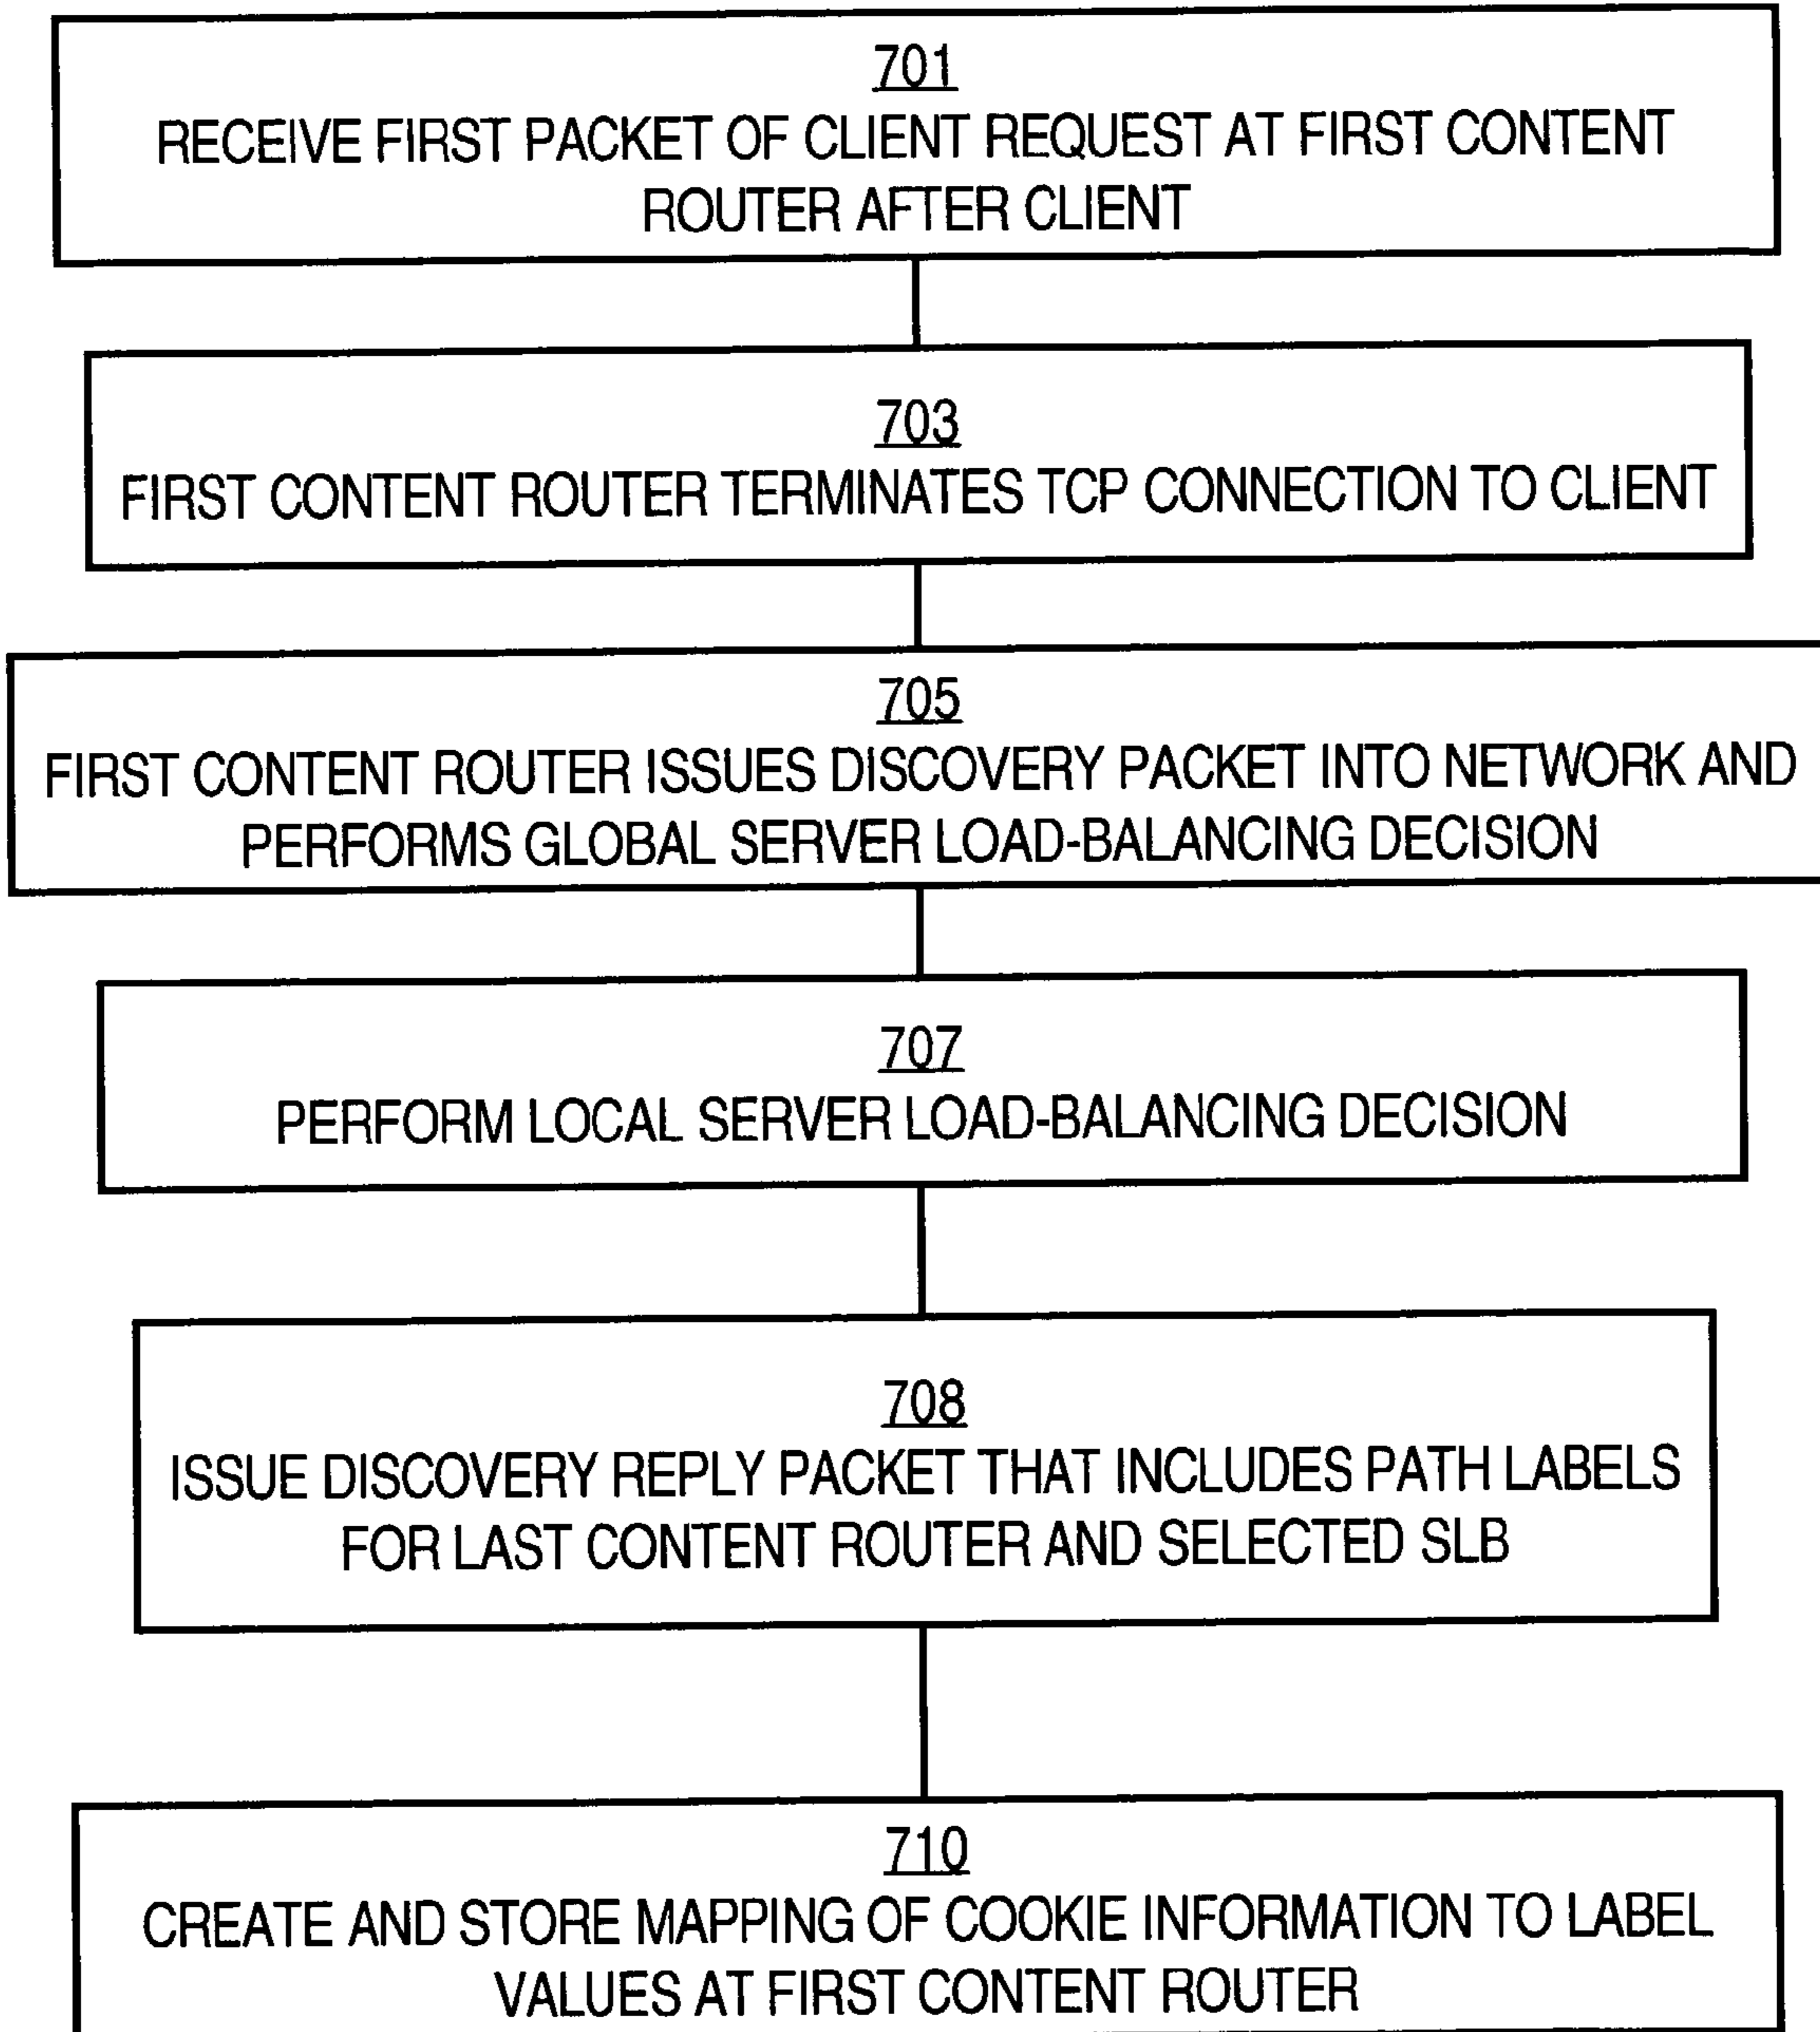 701
RECEIVE FIRST PACKET OF CLIENT REQUEST AT FIRST CONTENT
ROUTER AFTER CLIENT
703
FIRST CONTENT ROUTER TERMINATES TCP CONNECTION TO CLIENT
705
FIRST CONTENT ROUTER ISSUES DISCOVERY PACKET INTO NETWORK AND
PERFORMS GLOBAL SERVER LOAD-BALANCING DECISION
707
PERFORM LOCAL SERVER LOAD-BALANCING DECISION
708
ISSUE DISCOVERY REPLY PACKET THAT INCLUDES PATH LABELS
FOR LAST CONTENT ROUTER AND SELECTED SLB
710
CREATE AND STORE MAPPING OF COOKIE INFORMATION TO LABEL
VALUES AT FIRST CONTENT ROUTER